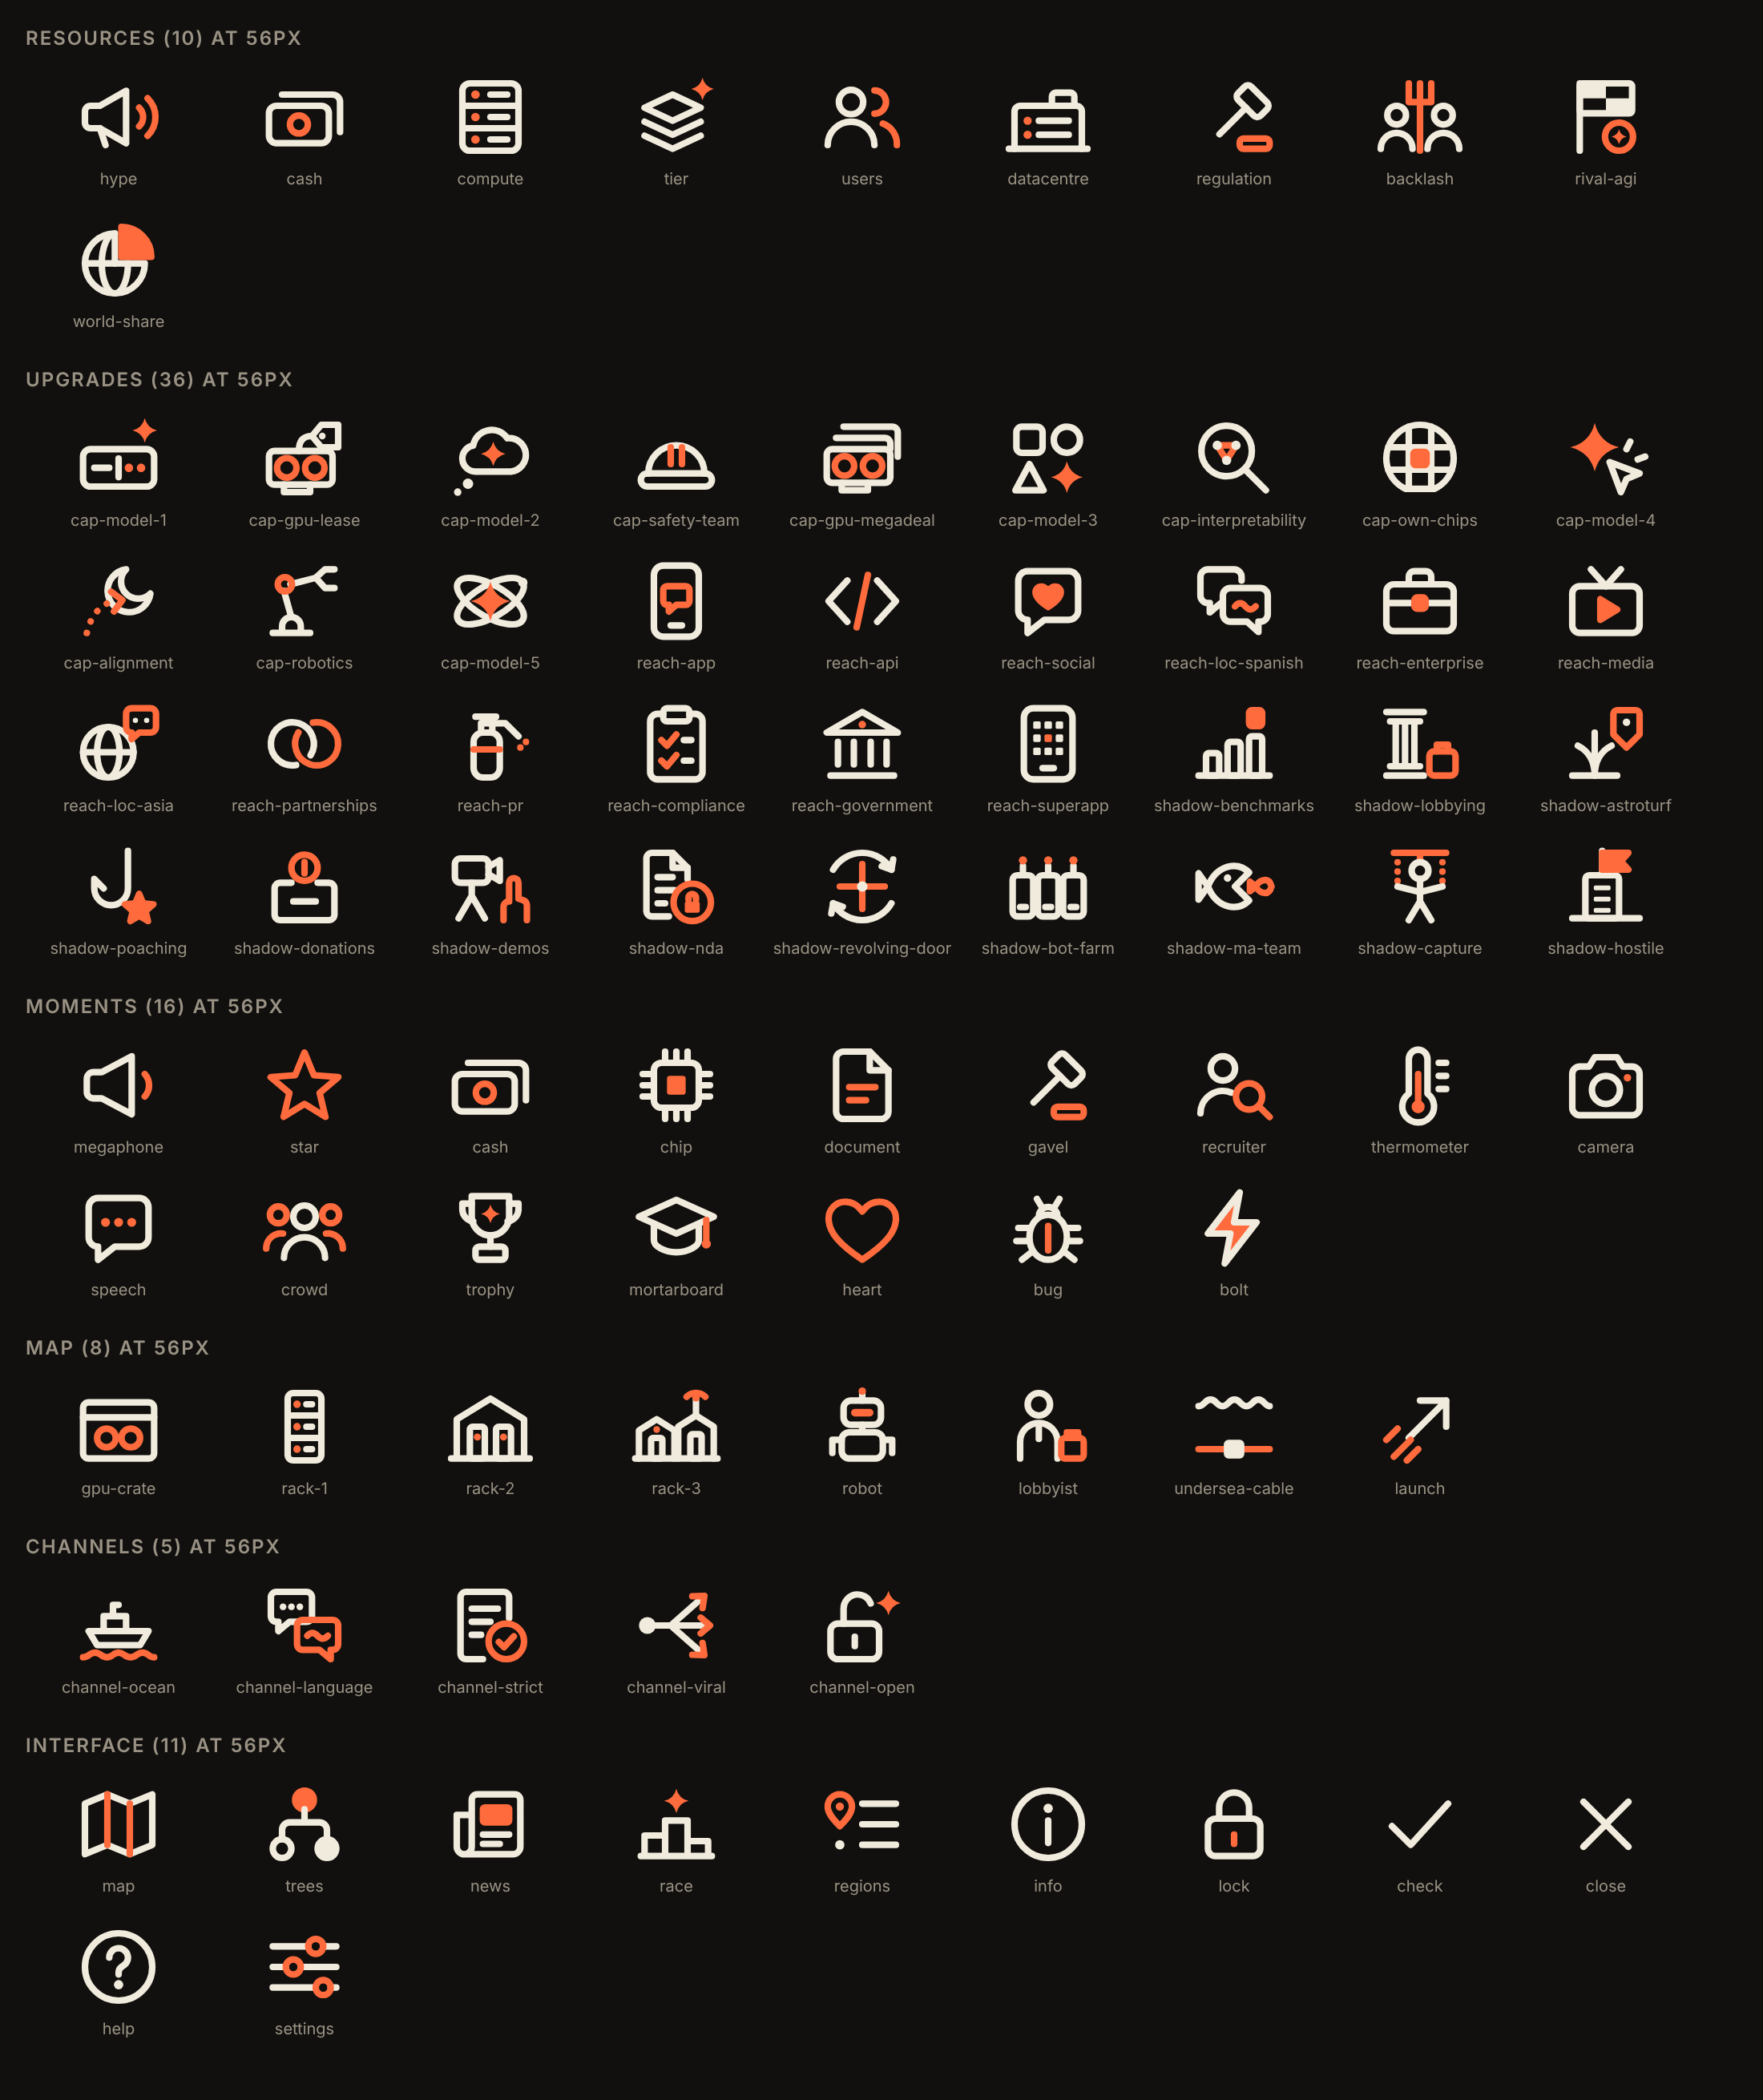 RESOURCES (10) AT 56PX
hype cash compute tier users datacentre regulation backlash rival-agi
world-share
UPGRADES (36) AT 56PX
cap-model-1 cap-gpu-lease cap-model-2 cap-safety-team cap-gpu-megadeal cap-model-3 cap-interpretability cap-own-chips cap-model-4
cap-alignment cap-robotics cap-model-5 reach-app reach-api reach-social reach-loc-spanish reach-enterprise reach-media
reach-loc-asia reach-partnerships reach-pr reach-compliance reach-government reach-superapp shadow-benchmarks shadow-lobbying shadow-astroturf
shadow-poaching shadow-donations shadow-demos shadow-nda shadow-revolving-door shadow-bot-farm shadow-ma-team shadow-capture shadow-hostile
MOMENTS (16) AT 56PX
megaphone star cash chip document gavel recruiter thermometer camera
speech crowd trophy mortarboard heart bug bolt
MAP (8) AT 56PX
gpu-crate rack-1 rack-2 rack-3 robot lobbyist undersea-cable launch
CHANNELS (5) AT 56PX
channel-ocean channel-language channel-strict channel-viral channel-open
INTERFACE (11) AT 56PX
map trees news race regions info lock check close
help settings